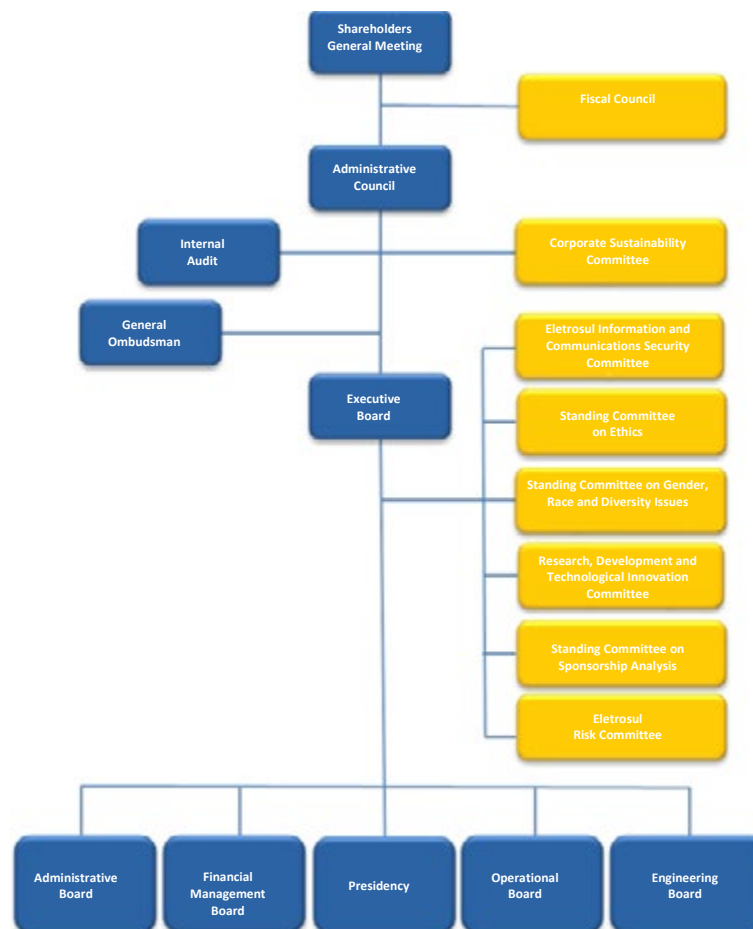 Shareholders
General Meeting
Fiscal Council
Administrative
Council
Internal
Audit
Corporate Sustainability
Committee
General
Ombudsman
Eletrosul Information and
Communications Security
Committee
Executive
Board
Standing Committee
on Ethics
Standing Committee on Gender,
Race and Diversity Issues
Research, Development and
Technological Innovation
Committee
Standing Committee on
Sponsorship Analysis
Eletrosul
Risk Committee
Administrative
Board
Financial
Management
Board
Presidency
Operational
Board
Engineering
Board